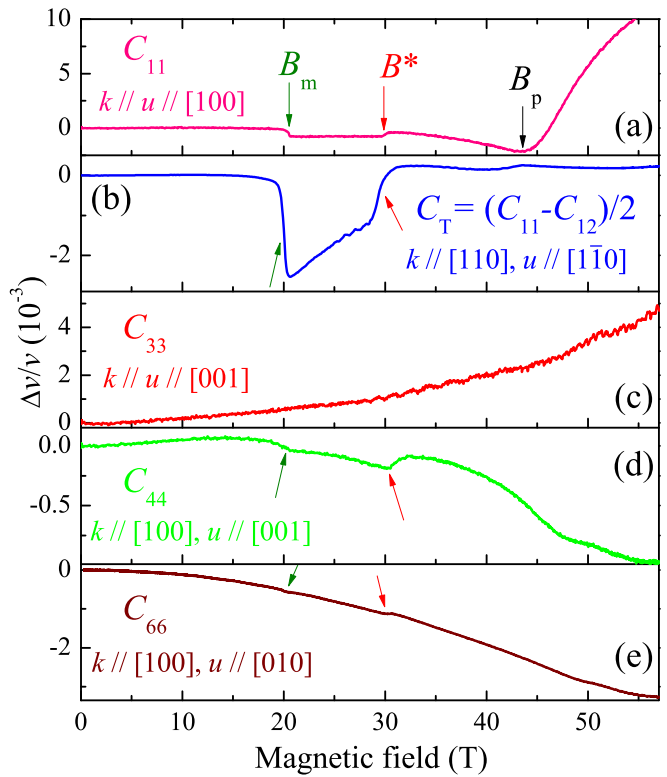 10
5
0
C₁₁
k // u // [100]
Bₘ
B*
Bₚ
(a)
0
-2
(b)
C_T = (C₁₁-C₁₂)/2
k // [110], u // [11̄0]
Δv/v (10⁻³)
4
2
0
C₃₃
k // u // [001]
(c)
0.0
-0.5
C₄₄
k // [100], u // [001]
(d)
0
-2
C₆₆
k // [100], u // [010]
(e)
0 10 20 30 40 50
Magnetic field (T)